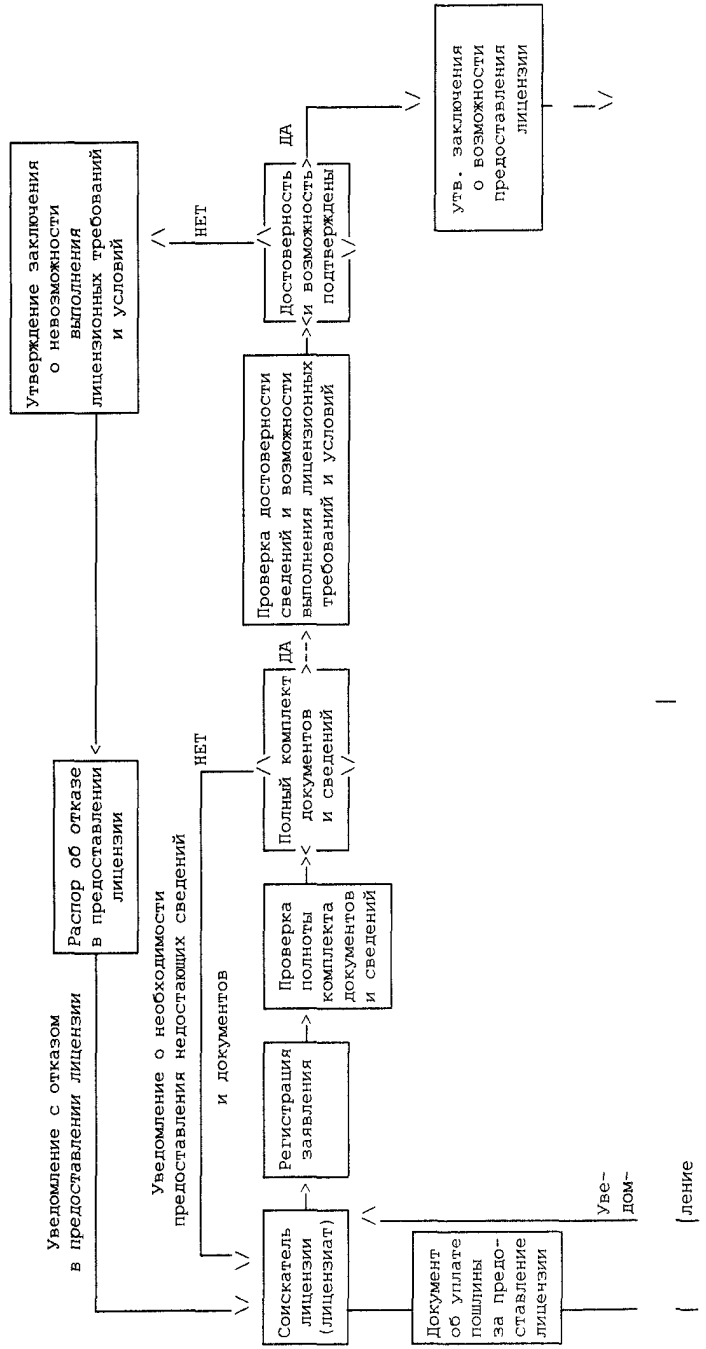 Уведомление с отказом
в предоставлении лицензии
Распор об отказе
в предоставлении
лицензии
Утверждение заключения
о невозможности
выполнения
лицензионных требований
и условий
Уведомление о необходимости
предоставления недостающих сведений
и документов
НЕТ
НЕТ
Соискатель
лицензии
(лицензиат)
Регистрация
заявления
Проверка
полноты
комплекта
документов
и сведений
Полный комплект
документов
и сведений
ДА
Проверка достоверности
сведений и возможности
выполнения лицензионных
требований и условий
Достоверность
и возможность
подтверждены
ДА
Документ
об уплате
пошлины
за предо-
ставление
лицензии
Уве-
дом-
ление
утв. заключения
о возможности
предоставления
лицензии